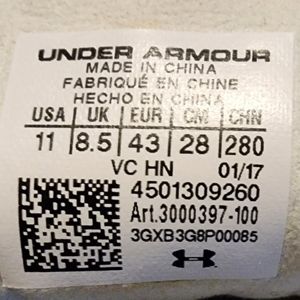 UNDER ARMOUR
MADE IN CHINA
FABRIQUÉ EN CHINE
HECHO EN CHINA
USA UK EUR CM CHN
11 8.5 43 28 280
VC HN 01/17
4501309260
Art.3000397-100
3GXB3G8P00085